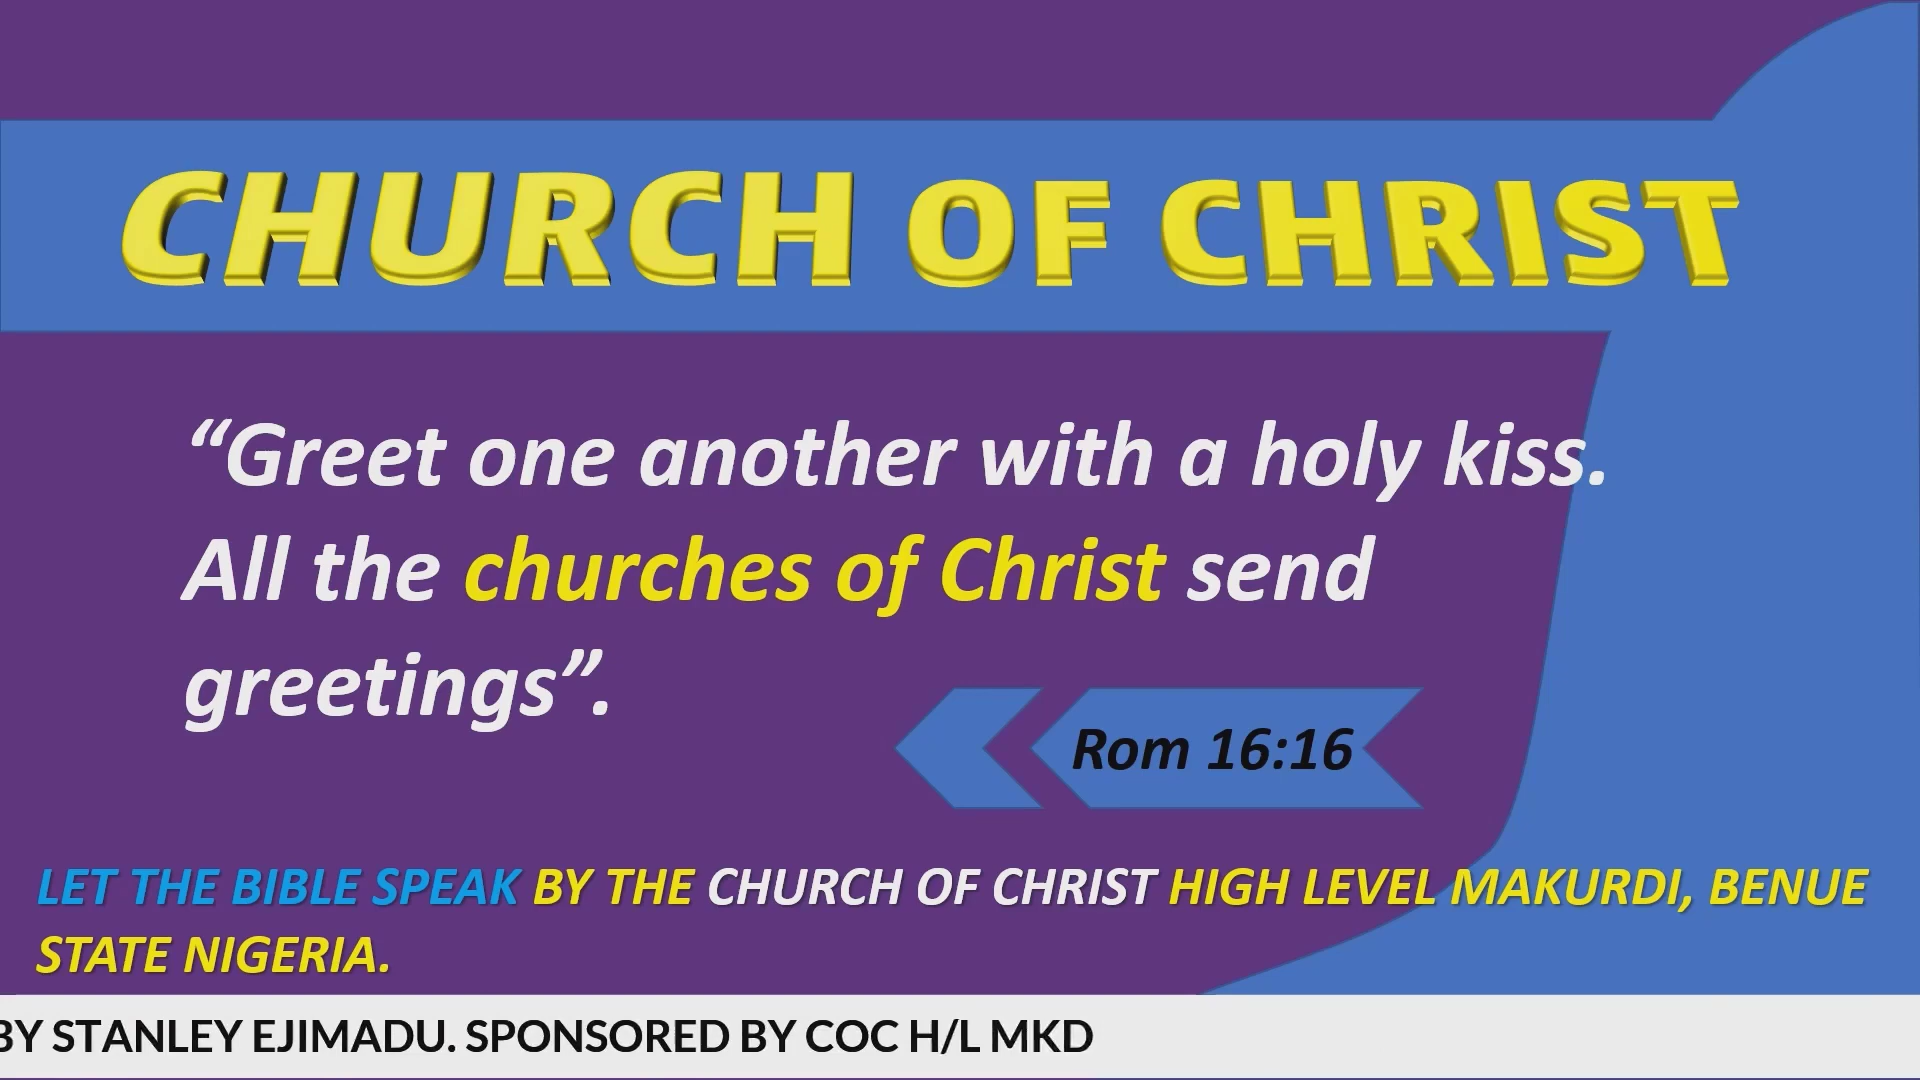 CHURCH OF CHRIST
“Greet one another with a holy kiss.
All the churches of Christ send
greetings”.
Rom 16:16
LET THE BIBLE SPEAK BY THE CHURCH OF CHRIST HIGH LEVEL MAKURDI, BENUE
STATE NIGERIA.
BY STANLEY EJIMADU. SPONSORED BY COC H/L MKD